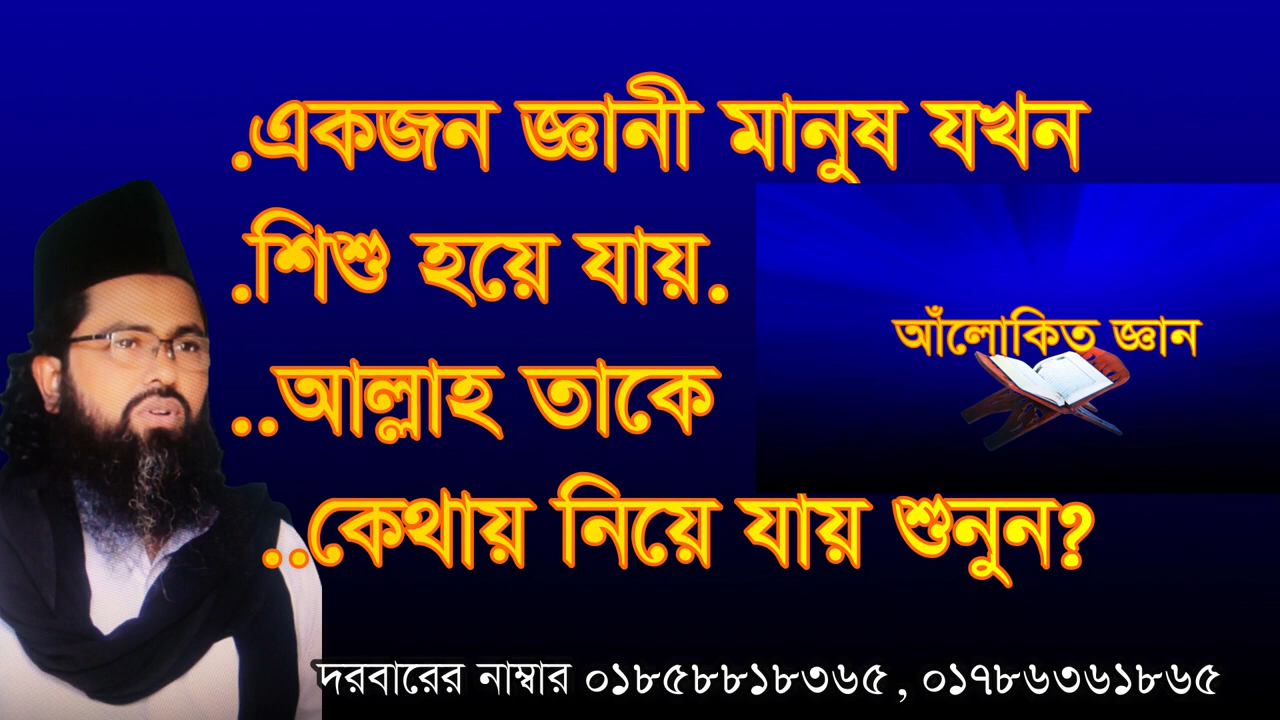 .একজন জ্ঞানী মানুষ যখন
.শিশু হয়ে যায়.
..আল্লাহ তাকে
..কেথায় নিয়ে যায় শুনুন?
আঁলোকিত জ্ঞান
দরবারের নাম্বার ০১৮৫৮৮১৮৩৬৫, ০১৭৮৬৩৬১৮৬৫